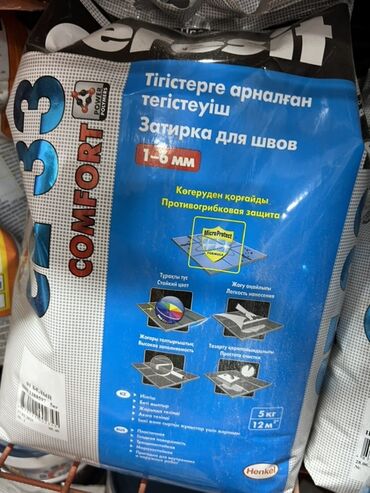 ceresit
CE 33
COMFORT
POWER
Тігістерге арналған
тегістеуіш
Затирка для швов
1–6 мм
Көгеруден қорғайды
Противогрибковая защита
MicroProtect
FORMULA
Тұрақты түс
Стойкий цвет
Жағу оңайлығы
Легкость нанесения
Жоғары толтырғыштық
Высокая заполняемость
Тазарту қарапайымдылығы
Простота очистки
5 кг
12 м²
Henkel